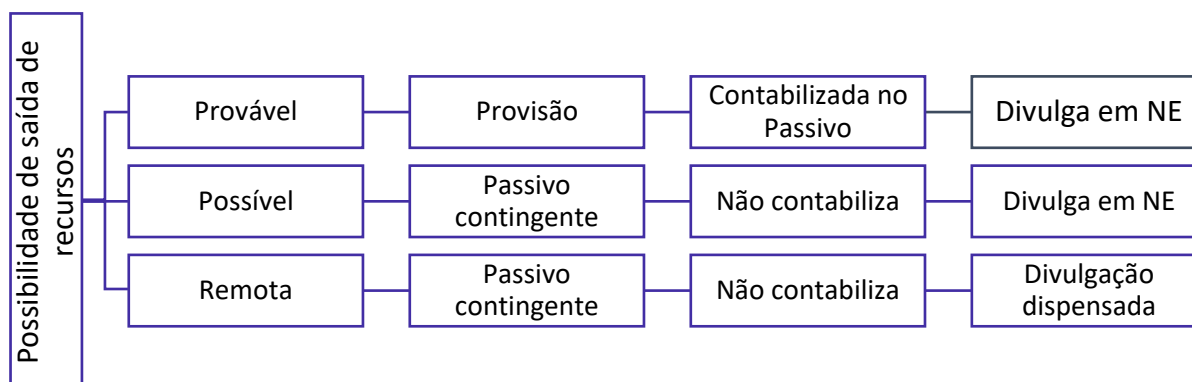 Possibilidade de saída de
recursos
Provável
Provisão
Contabilizada no
Passivo
Divulga em NE
Possível
Passivo
contingente
Não contabiliza
Divulga em NE
Remota
Passivo
contingente
Não contabiliza
Divulgação
dispensada